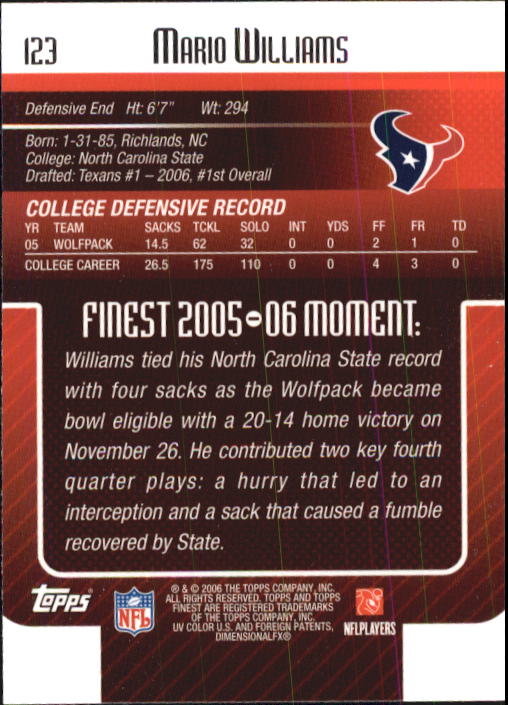 123 MARIO WILLIAMS
Defensive End Ht: 6'7" Wt: 294
Born: 1-31-85, Richlands, NC
College: North Carolina State
Drafted: Texans #1 – 2006, #1st Overall
COLLEGE DEFENSIVE RECORD
YR TEAM SACKS TCKL SOLO INT YDS FF FR TD
05 WOLFPACK 14.5 62 32 0 0 2 1 0
COLLEGE CAREER 26.5 175 110 0 0 4 3 0
FINEST 2005-06 MOMENT:
Williams tied his North Carolina State record
with four sacks as the Wolfpack became
bowl eligible with a 20-14 home victory on
November 26. He contributed two key fourth
quarter plays: a hurry that led to an
interception and a sack that caused a fumble
recovered by State.
® & © 2006 THE TOPPS COMPANY, INC.
ALL RIGHTS RESERVED. TOPPS AND TOPPS
FINEST ARE REGISTERED TRADEMARKS
OF THE TOPPS COMPANY, INC.
UV COLOR U.S. AND FOREIGN PATENTS,
DIMENSIONALFX®
Topps NFL NFLPLAYERS